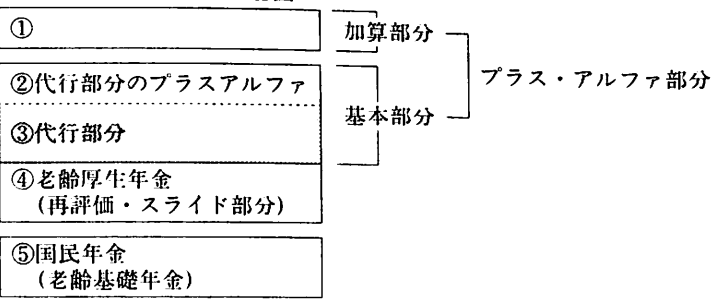 ①
加算部分
②代行部分のプラスアルファ
プラス・アルファ部分
基本部分
③代行部分
④老齢厚生年金
(再評価・スライド部分)
⑤国民年金
(老齢基礎年金)